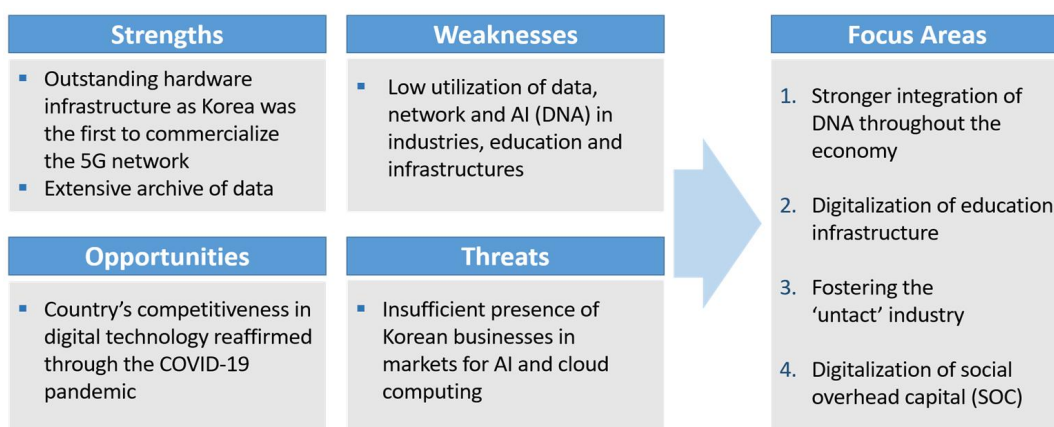 Strengths
▪ Outstanding hardware
infrastructure as Korea was
the first to commercialize
the 5G network
▪ Extensive archive of data
Weaknesses
▪ Low utilization of data,
network and AI (DNA) in
industries, education and
infrastructures
Opportunities
▪ Country’s competitiveness in
digital technology reaffirmed
through the COVID-19
pandemic
Threats
▪ Insufficient presence of
Korean businesses in
markets for AI and cloud
computing
Focus Areas
1. Stronger integration of
DNA throughout the
economy
2. Digitalization of education
infrastructure
3. Fostering the
‘untact’ industry
4. Digitalization of social
overhead capital (SOC)